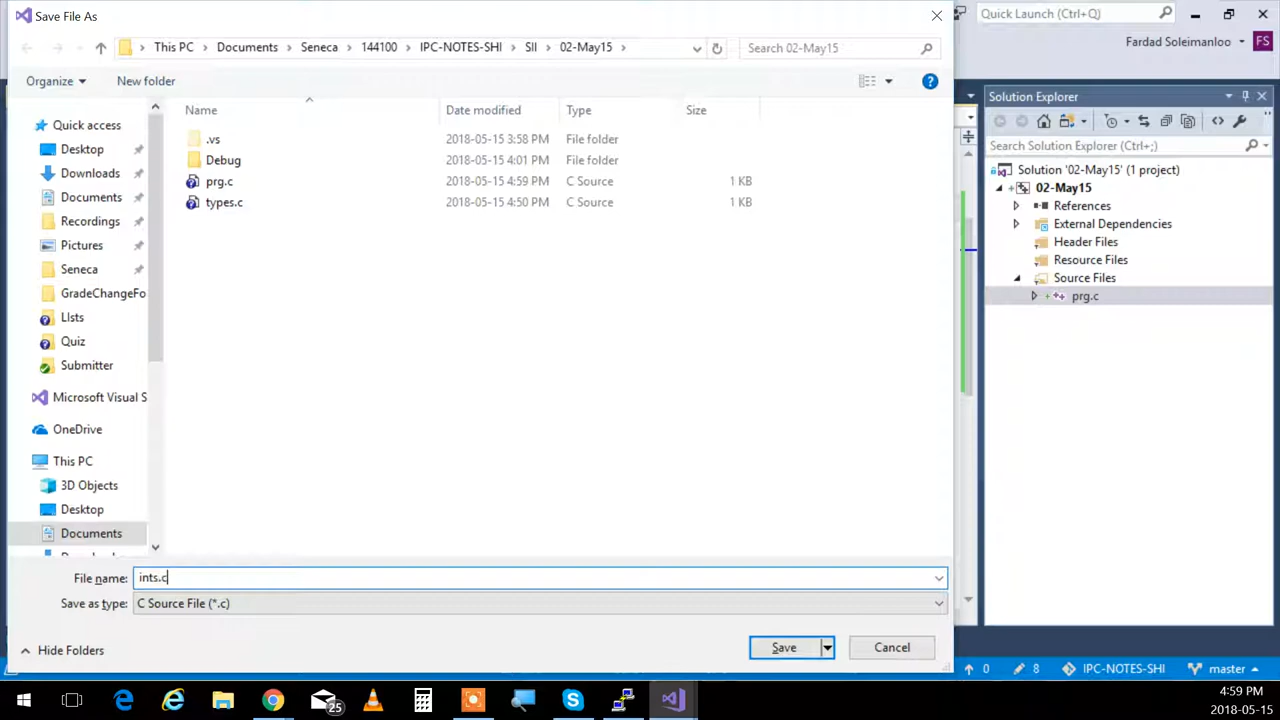 Save File As
Quick Launch (Ctrl+Q)
Fardad Soleimanloo
FS
This PC > Documents > Seneca > 144100 > IPC-NOTES-SHI > SII > 02-May15 >
Search 02-May15
Organize
New folder
Name
Date modified
Type
Size
.vs 2018-05-15 3:58 PM File folder
Debug 2018-05-15 4:01 PM File folder
prg.c 2018-05-15 4:59 PM C Source 1 KB
types.c 2018-05-15 4:50 PM C Source 1 KB
Quick access
Desktop
Downloads
Documents
Recordings
Pictures
Seneca
GradeChangeFo
LIsts
Quiz
Submitter
Microsoft Visual S
OneDrive
This PC
3D Objects
Desktop
Documents
File name: ints.c
Save as type: C Source File (*.c)
Hide Folders
Save
Cancel
Solution Explorer
Search Solution Explorer (Ctrl+;)
Solution '02-May15' (1 project)
02-May15
References
External Dependencies
Header Files
Resource Files
Source Files
prg.c
0
8
IPC-NOTES-SHI
master
25
4:59 PM
2018-05-15